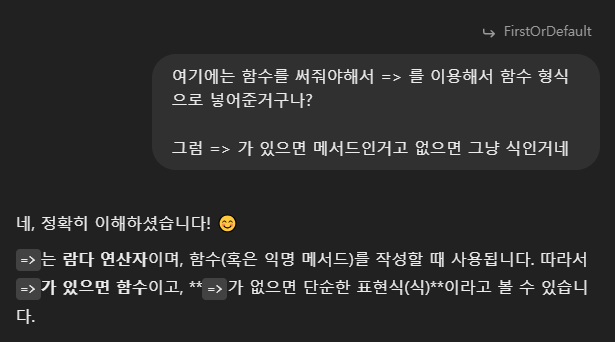 ↪ FirstOrDefault
여기에는 함수를 써줘야해서 => 를 이용해서 함수 형식
으로 넣어준거구나?
그럼 => 가 있으면 메서드인거고 없으면 그냥 식인거네
네, 정확히 이해하셨습니다! 😊
=>는 람다 연산자이며, 함수(혹은 익명 메서드)를 작성할 때 사용됩니다. 따라서
=>가 있으면 함수이고, **=>가 없으면 단순한 표현식(식)**이라고 볼 수 있습니
다.